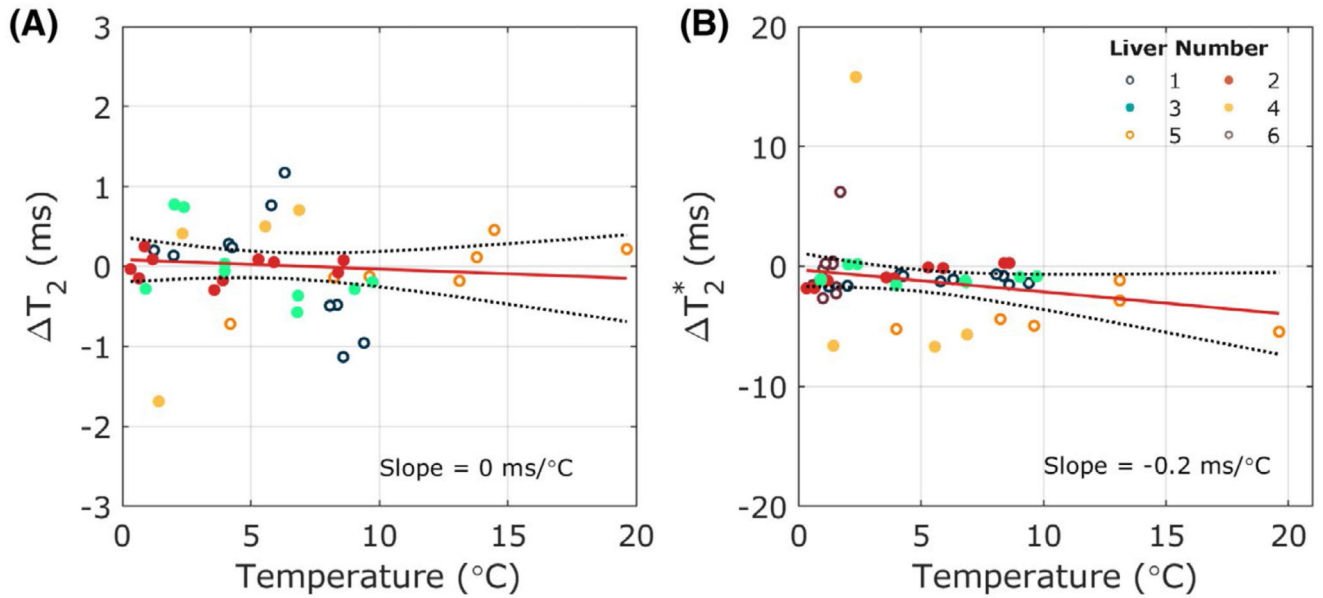 (A)
3
2
1
0
-1
-2
-3
ΔT2 (ms)
Slope = 0 ms/°C
0 5 10 15 20
Temperature (°C)
(B)
20
10
0
-10
-20
ΔT2* (ms)
Liver Number
1 2
3 4
5 6
Slope = -0.2 ms/°C
0 5 10 15 20
Temperature (°C)